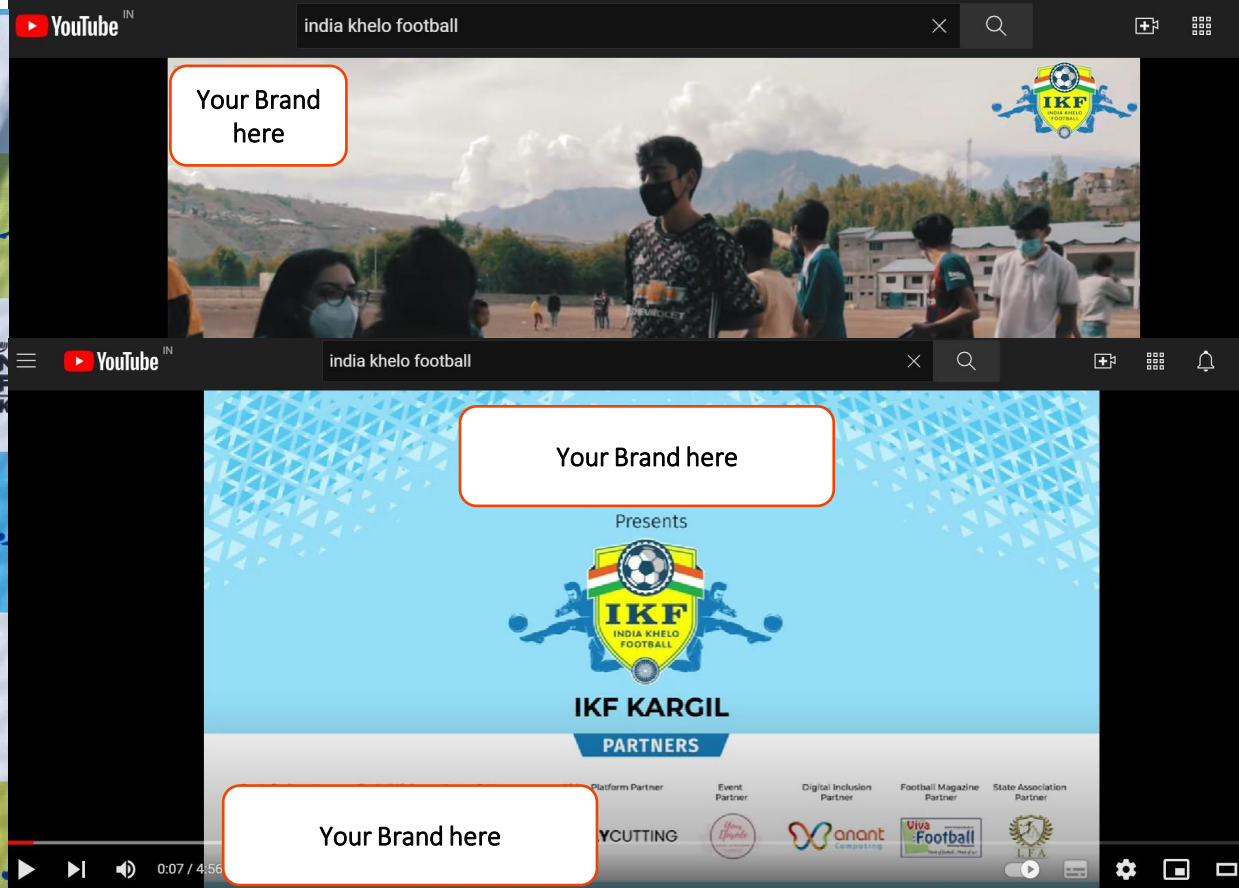 YouTube IN
india khelo football
Your Brand
here
IKF
INDIA KHELO
FOOTBALL
CHEVROLET
YouTube IN
india khelo football
Your Brand here
Presents
IKF
INDIA KHELO
FOOTBALL
IKF KARGIL
PARTNERS
Platform Partner
Event
Partner
Digital Inclusion
Partner
Football Magazine
Partner
State Association
Partner
Your Brand here
YCUTTING
anant
Computing
Viva
Football
LFA
0:07 / 4:56